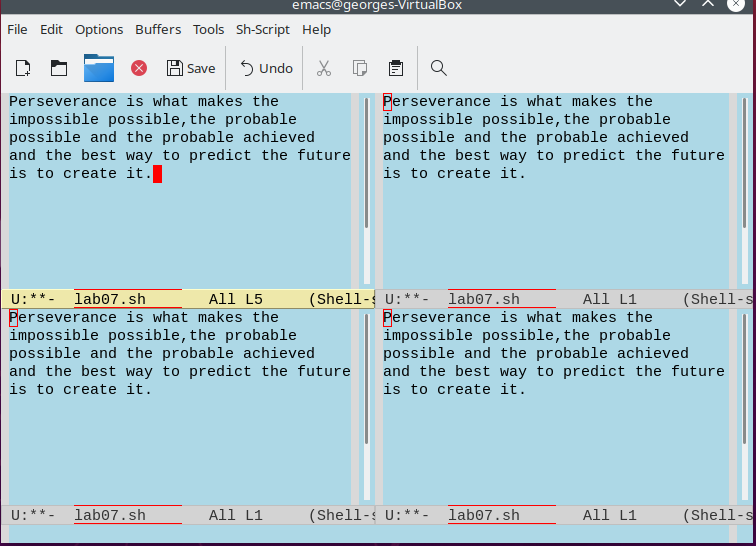 emacs@georges-VirtualBox
File Edit Options Buffers Tools Sh-Script Help
Save Undo
Perseverance is what makes the
impossible possible,the probable
possible and the probable achieved
and the best way to predict the future
is to create it.
U:**- lab07.sh All L5 (Shell-s
Perseverance is what makes the
impossible possible,the probable
possible and the probable achieved
and the best way to predict the future
is to create it.
U:**- lab07.sh All L1 (Shell-s
Perseverance is what makes the
impossible possible,the probable
possible and the probable achieved
and the best way to predict the future
is to create it.
U:**- lab07.sh All L1 (Shell-s
Perseverance is what makes the
impossible possible,the probable
possible and the probable achieved
and the best way to predict the future
is to create it.
U:**- lab07.sh All L1 (Shell-s